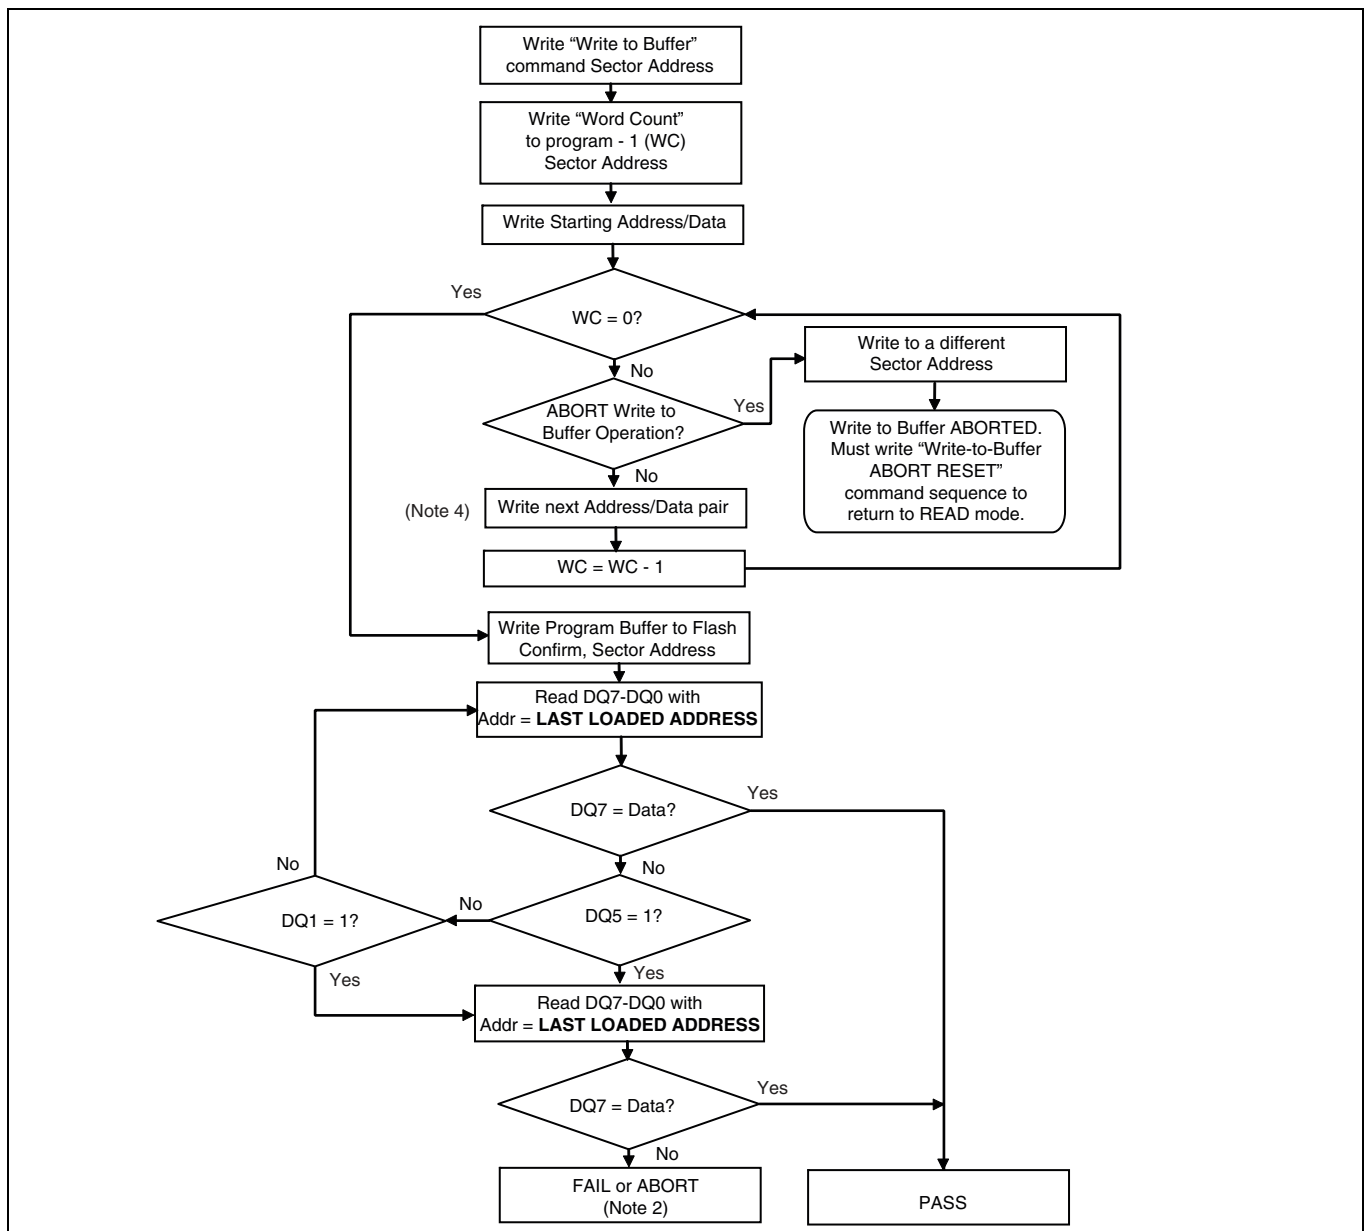 Write “Write to Buffer”
command Sector Address
Write “Word Count”
to program - 1 (WC)
Sector Address
Write Starting Address/Data
Yes
WC = 0?
No
Write to a different
Sector Address
ABORT Write to
Buffer Operation?
Yes
Write to Buffer ABORTED.
Must write “Write-to-Buffer
ABORT RESET”
command sequence to
return to READ mode.
No
(Note 4)
Write next Address/Data pair
WC = WC - 1
Write Program Buffer to Flash
Confirm, Sector Address
Read DQ7-DQ0 with
Addr = LAST LOADED ADDRESS
DQ7 = Data?
Yes
No
No
DQ1 = 1?
No
DQ5 = 1?
Yes
Yes
Read DQ7-DQ0 with
Addr = LAST LOADED ADDRESS
DQ7 = Data?
Yes
No
FAIL or ABORT
(Note 2)
PASS